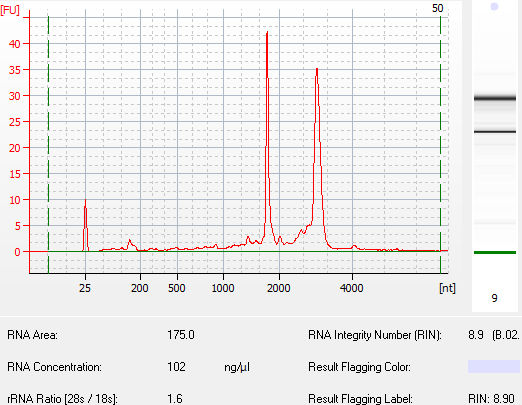 [FU]
50
40
35
30
25
20
15
10
5
0
25 200 500 1000 2000 4000 [nt]
9
RNA Area: 175.0 RNA Integrity Number (RIN): 8.9 (B.02.
RNA Concentration: 102 ng/µl Result Flagging Color:
rRNA Ratio [28s / 18s]: 1.6 Result Flagging Label: RIN: 8.90